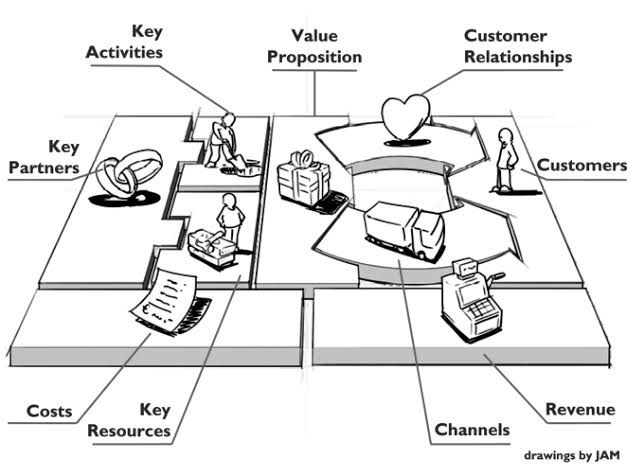 Key
Activities
Value
Proposition
Customer
Relationships
Key
Partners
Customers
Costs
Key
Resources
Channels
Revenue
drawings by JAM